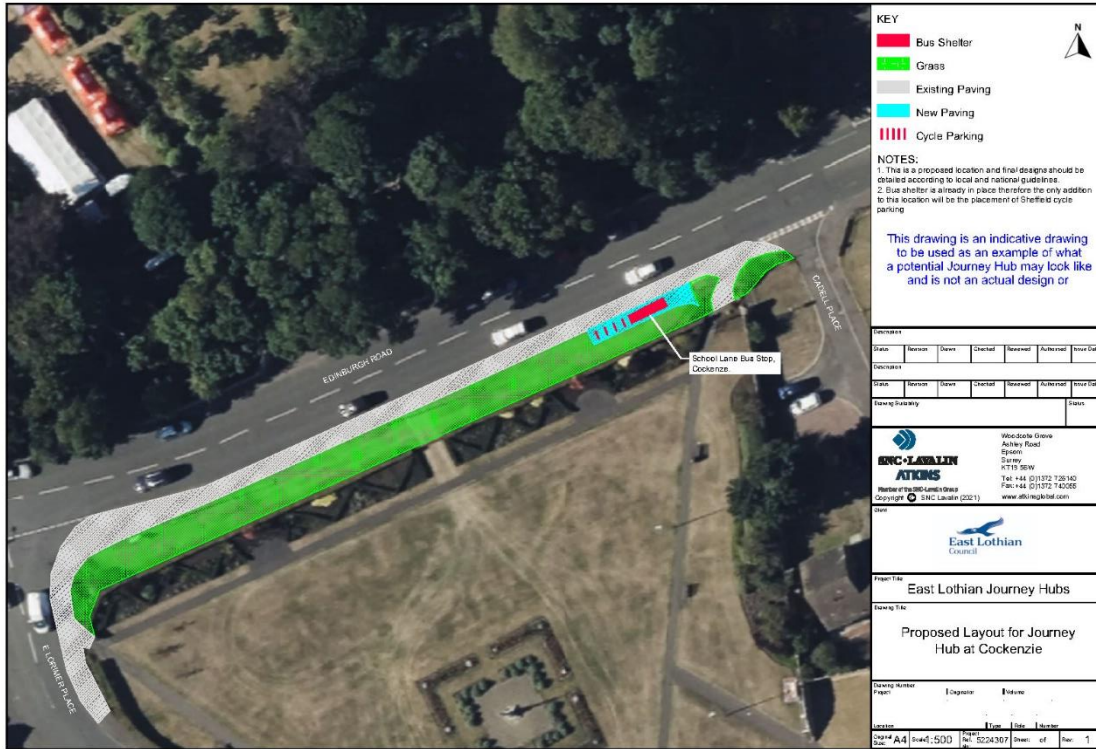 EDINBURGH ROAD
CADELL PLACE
E LORIMER PLACE
School Lane Bus Stop,
Cockenzie.
KEY
N
Bus Shelter
Grass
Existing Paving
New Paving
Cycle Parking
NOTES:
1. This is a proposed location and final designs should be
detailed according to local and national guidelines.
2. Bus shelter is already in place therefore the only addition
to this location will be the placement of Sheffield cycle
parking
This drawing is an indicative drawing
to be used as an example of what
a potential Journey Hub may look like
and is not an actual design or
Description
Status Revision Drawn Checked Reviewed Authorised Issue Dat
Description
Status Revision Drawn Checked Reviewed Authorised Issue Dat
Drawing Suitability Status
SNC•LAVALIN
ATKINS
Member of the SNC-Lavalin Group
Copyright © SNC Lavalin (2021)
Woodcote Grove
Ashley Road
Epsom
Surrey
KT18 5BW
Tel: +44 (0)1372 726140
Fax: +44 (0)1372 740055
www.atkinsglobal.com
Client
East Lothian
Council
Project Title
East Lothian Journey Hubs
Drawing Title
Proposed Layout for Journey
Hub at Cockenzie
Drawing Number
Project Originator Volume
Location Type Role Number
Original Size: A4 Scale: 1:500 Project Ref. No: 5224307 Sheet: of Rev: 1